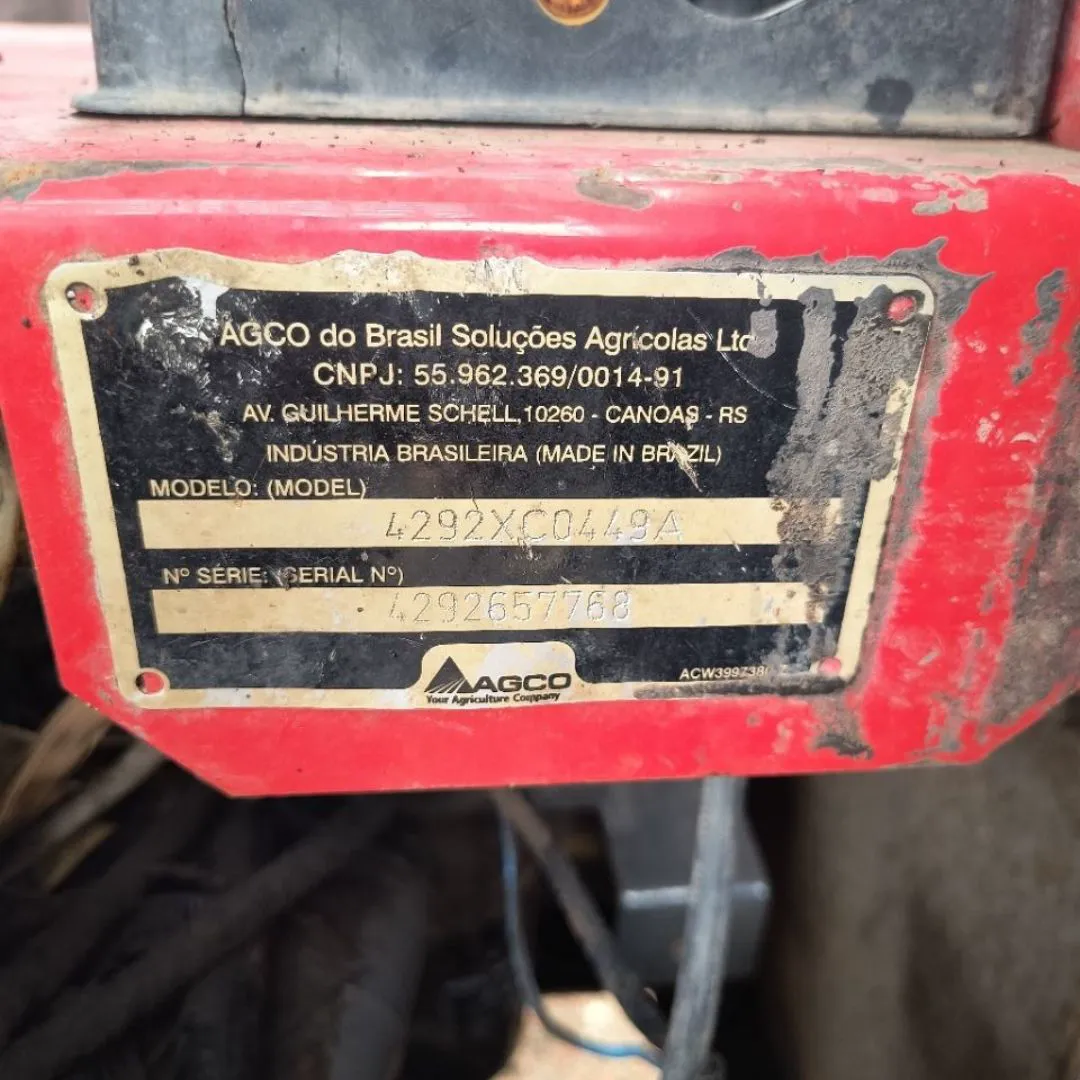 AGCO do Brasil Soluções Agrícolas Ltd
CNPJ: 55.962.369/0014-91
AV. GUILHERME SCHELL, 10260 - CANOAS - RS
INDÚSTRIA BRASILEIRA (MADE IN BRAZIL)
MODELO: (MODEL)
4292XC0449A
Nº SÉRIE: (SERIAL Nº)
4292657768
AGCO
Your Agriculture Company